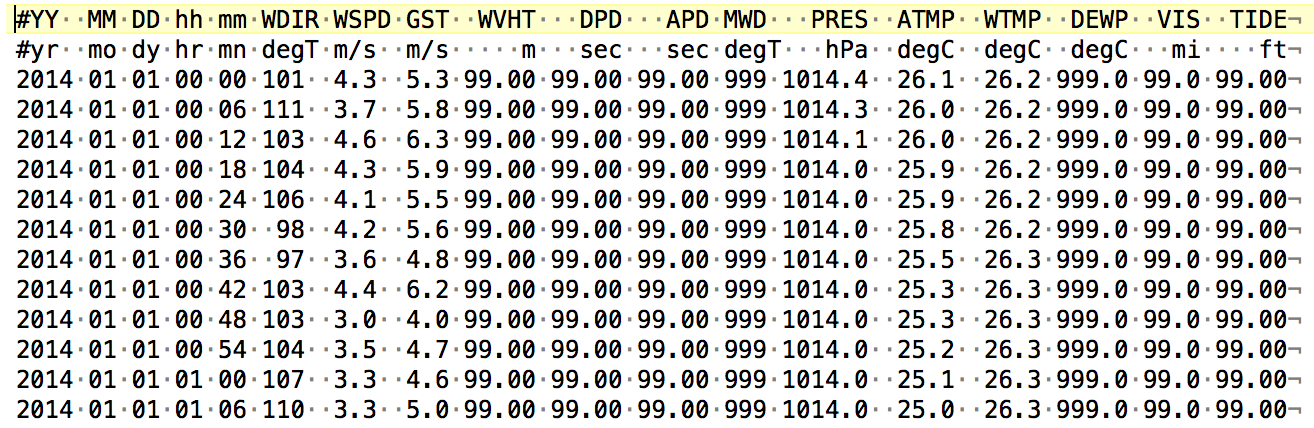 #YY  MM DD hh mm WDIR WSPD GST  WVHT   DPD   APD MWD   PRES  ATMP  WTMP  DEWP  VIS  TIDE
#yr  mo dy hr mn degT m/s  m/s     m   sec   sec degT   hPa  degC  degC  degC   mi    ft
2014 01 01 00 00 101  4.3  5.3 99.00 99.00 99.00 999 1014.4  26.1  26.2 999.0 99.0 99.00
2014 01 01 00 06 111  3.7  5.8 99.00 99.00 99.00 999 1014.3  26.0  26.2 999.0 99.0 99.00
2014 01 01 00 12 103  4.6  6.3 99.00 99.00 99.00 999 1014.1  26.0  26.2 999.0 99.0 99.00
2014 01 01 00 18 104  4.3  5.9 99.00 99.00 99.00 999 1014.0  25.9  26.2 999.0 99.0 99.00
2014 01 01 00 24 106  4.1  5.5 99.00 99.00 99.00 999 1014.0  25.9  26.2 999.0 99.0 99.00
2014 01 01 00 30  98  4.2  5.6 99.00 99.00 99.00 999 1014.0  25.8  26.2 999.0 99.0 99.00
2014 01 01 00 36  97  3.6  4.8 99.00 99.00 99.00 999 1014.0  25.5  26.3 999.0 99.0 99.00
2014 01 01 00 42 103  4.4  6.2 99.00 99.00 99.00 999 1014.0  25.3  26.3 999.0 99.0 99.00
2014 01 01 00 48 103  3.0  4.0 99.00 99.00 99.00 999 1014.0  25.3  26.3 999.0 99.0 99.00
2014 01 01 00 54 104  3.5  4.7 99.00 99.00 99.00 999 1014.0  25.2  26.3 999.0 99.0 99.00
2014 01 01 01 00 107  3.3  4.6 99.00 99.00 99.00 999 1014.0  25.1  26.3 999.0 99.0 99.00
2014 01 01 01 06 110  3.3  5.0 99.00 99.00 99.00 999 1014.0  25.0  26.3 999.0 99.0 99.00